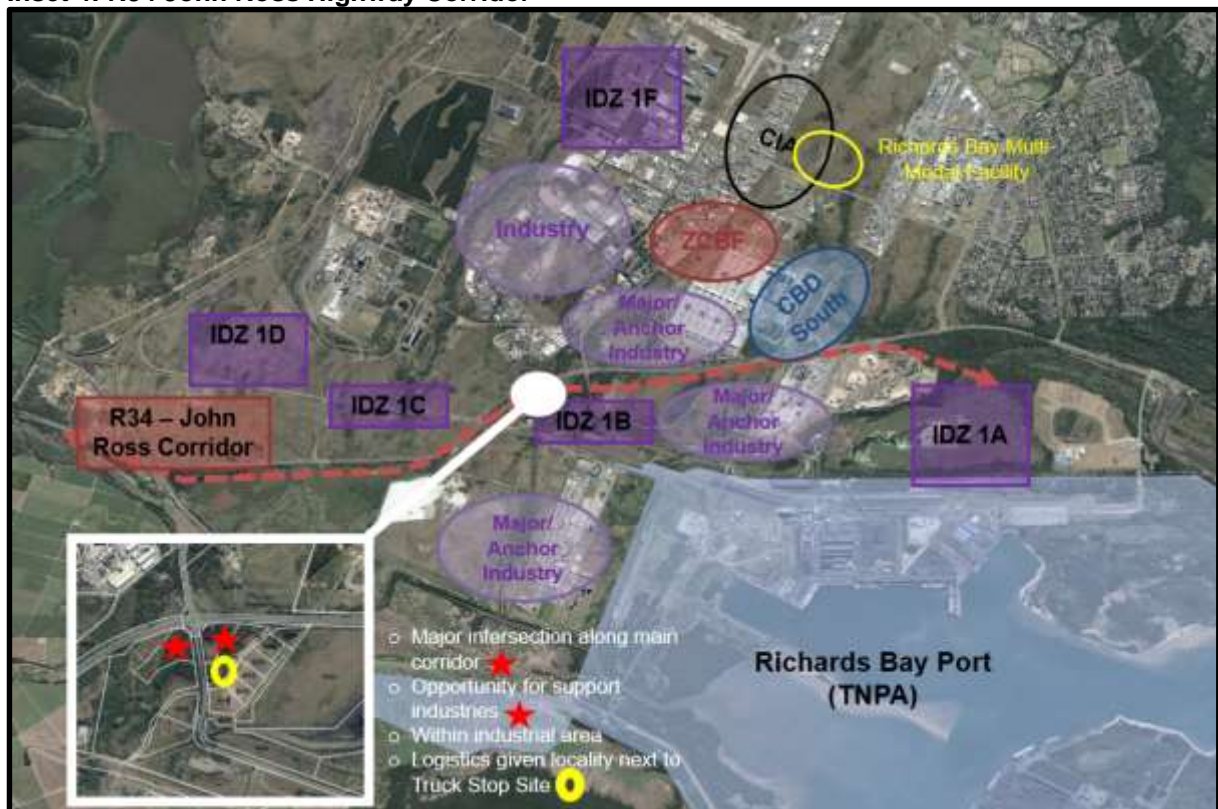 IDZ 1F
CIA
Richards Bay Multi
Modal Facility
Industry
ZCBF
CBD
South
Major/
Anchor
Industry
IDZ 1D
IDZ 1C
R34 – John
Ross Corridor
IDZ 1B
Major/
Anchor
Industry
IDZ 1A
Major/
Anchor
Industry
o Major intersection along main
corridor
o Opportunity for support
industries
o Within industrial area
o Logistics given locality next to
Truck Stop Site
Richards Bay Port
(TNPA)